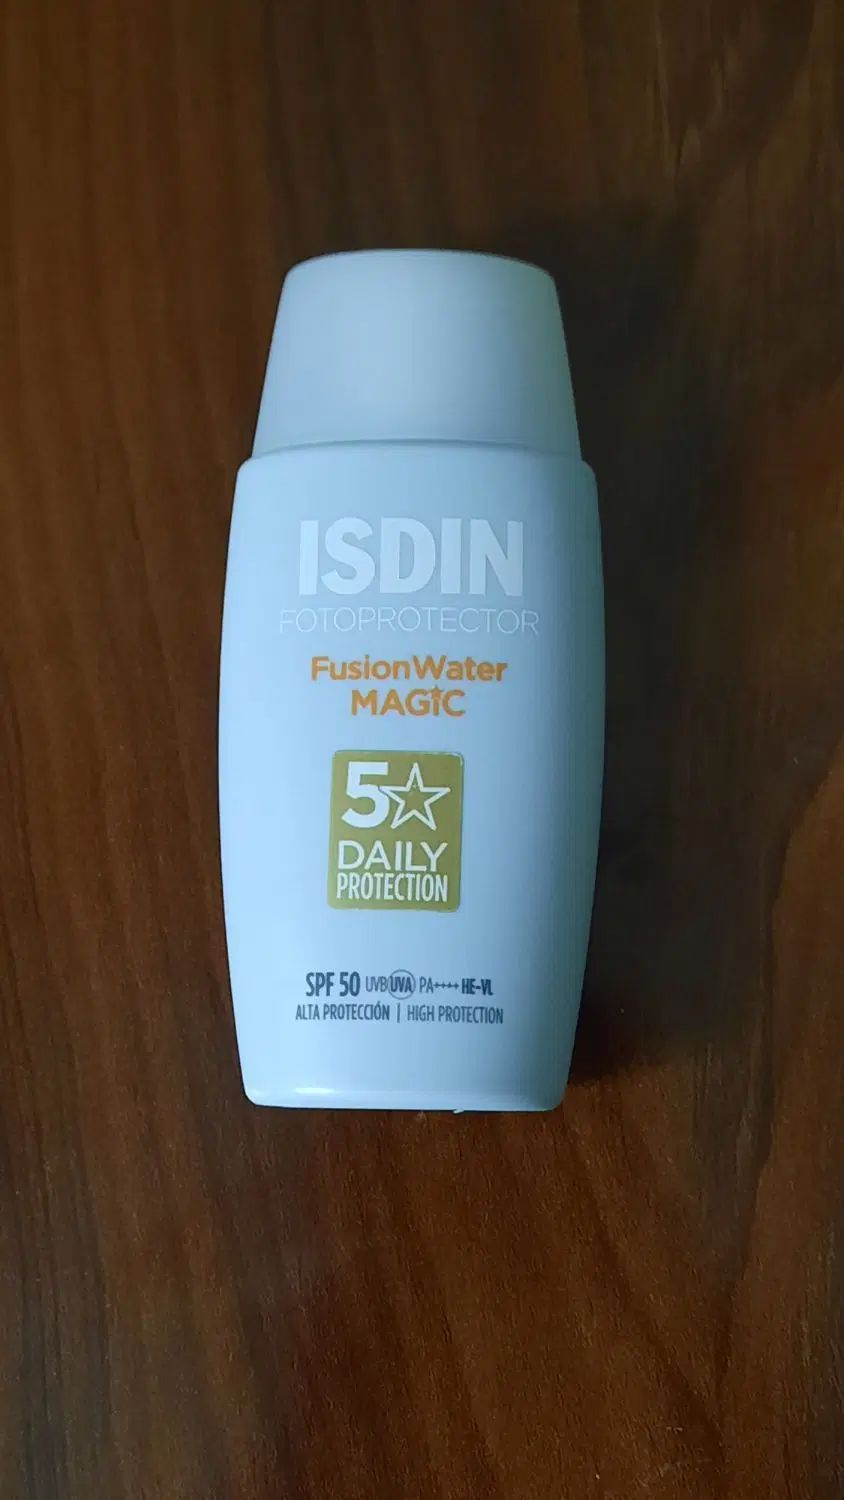 ISDIN
FOTOPROTECTOR
FusionWater
MAGIC
5☆
DAILY
PROTECTION
SPF 50 UVB UVA PA++++ HE-VL
ALTA PROTECCIÓN | HIGH PROTECTION